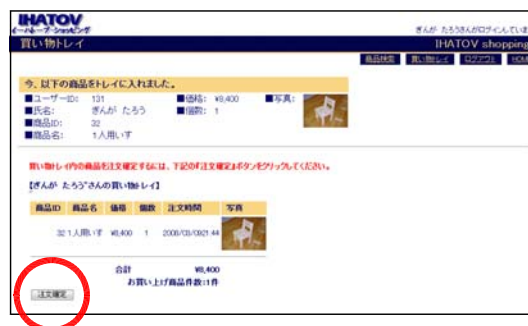 IHATOV
イーハトーブ・ショッピング
ぎんが たろうさんがログインしています
買い物トレイ
IHATOV shopping
商品検索 買い物トレイ ログアウト HOME
今、以下の商品をトレイに入れました。
■ユーザーID: 131 ■価格: ¥8,400 ■写真:
■氏名: ぎんが たろう ■個数: 1
■商品ID: 32
■商品名: 1人用いす
買い物トレイ内の商品を注文確定するには、下記の「注文確定」ボタンをクリックしてください。
【ぎんが たろうさんの買い物トレイ】
商品ID 商品名 価格 個数 注文時間 写真
32 1人用いす ¥8,400 1
合計 ¥8,400
お買い上げ商品件数:1件
注文確定